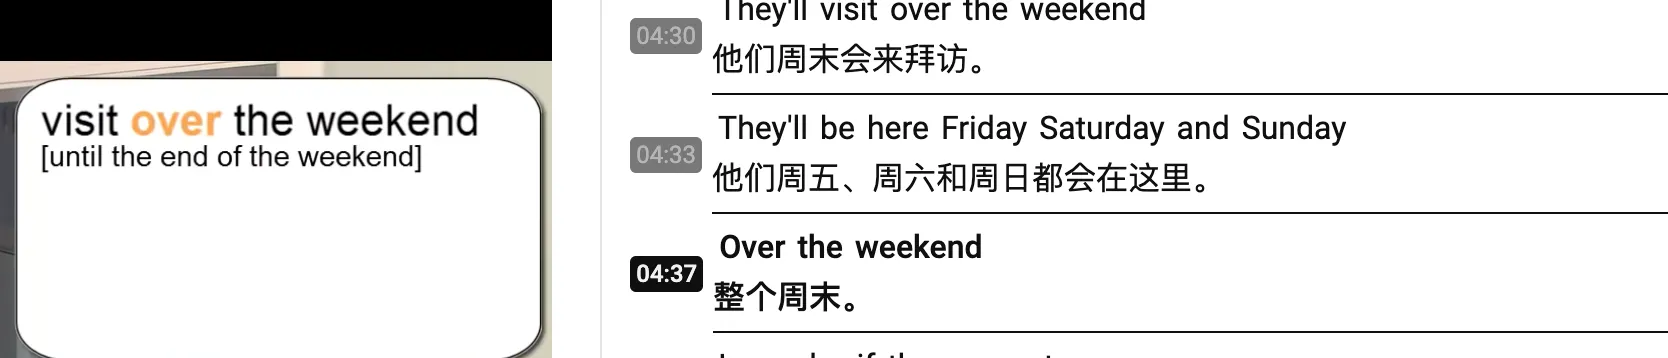 visit over the weekend
[until the end of the weekend]
They'll visit over the weekend
04:30
他们周末会来拜访。
They'll be here Friday Saturday and Sunday
04:33
他们周五、周六和周日都会在这里。
Over the weekend
04:37
整个周末。